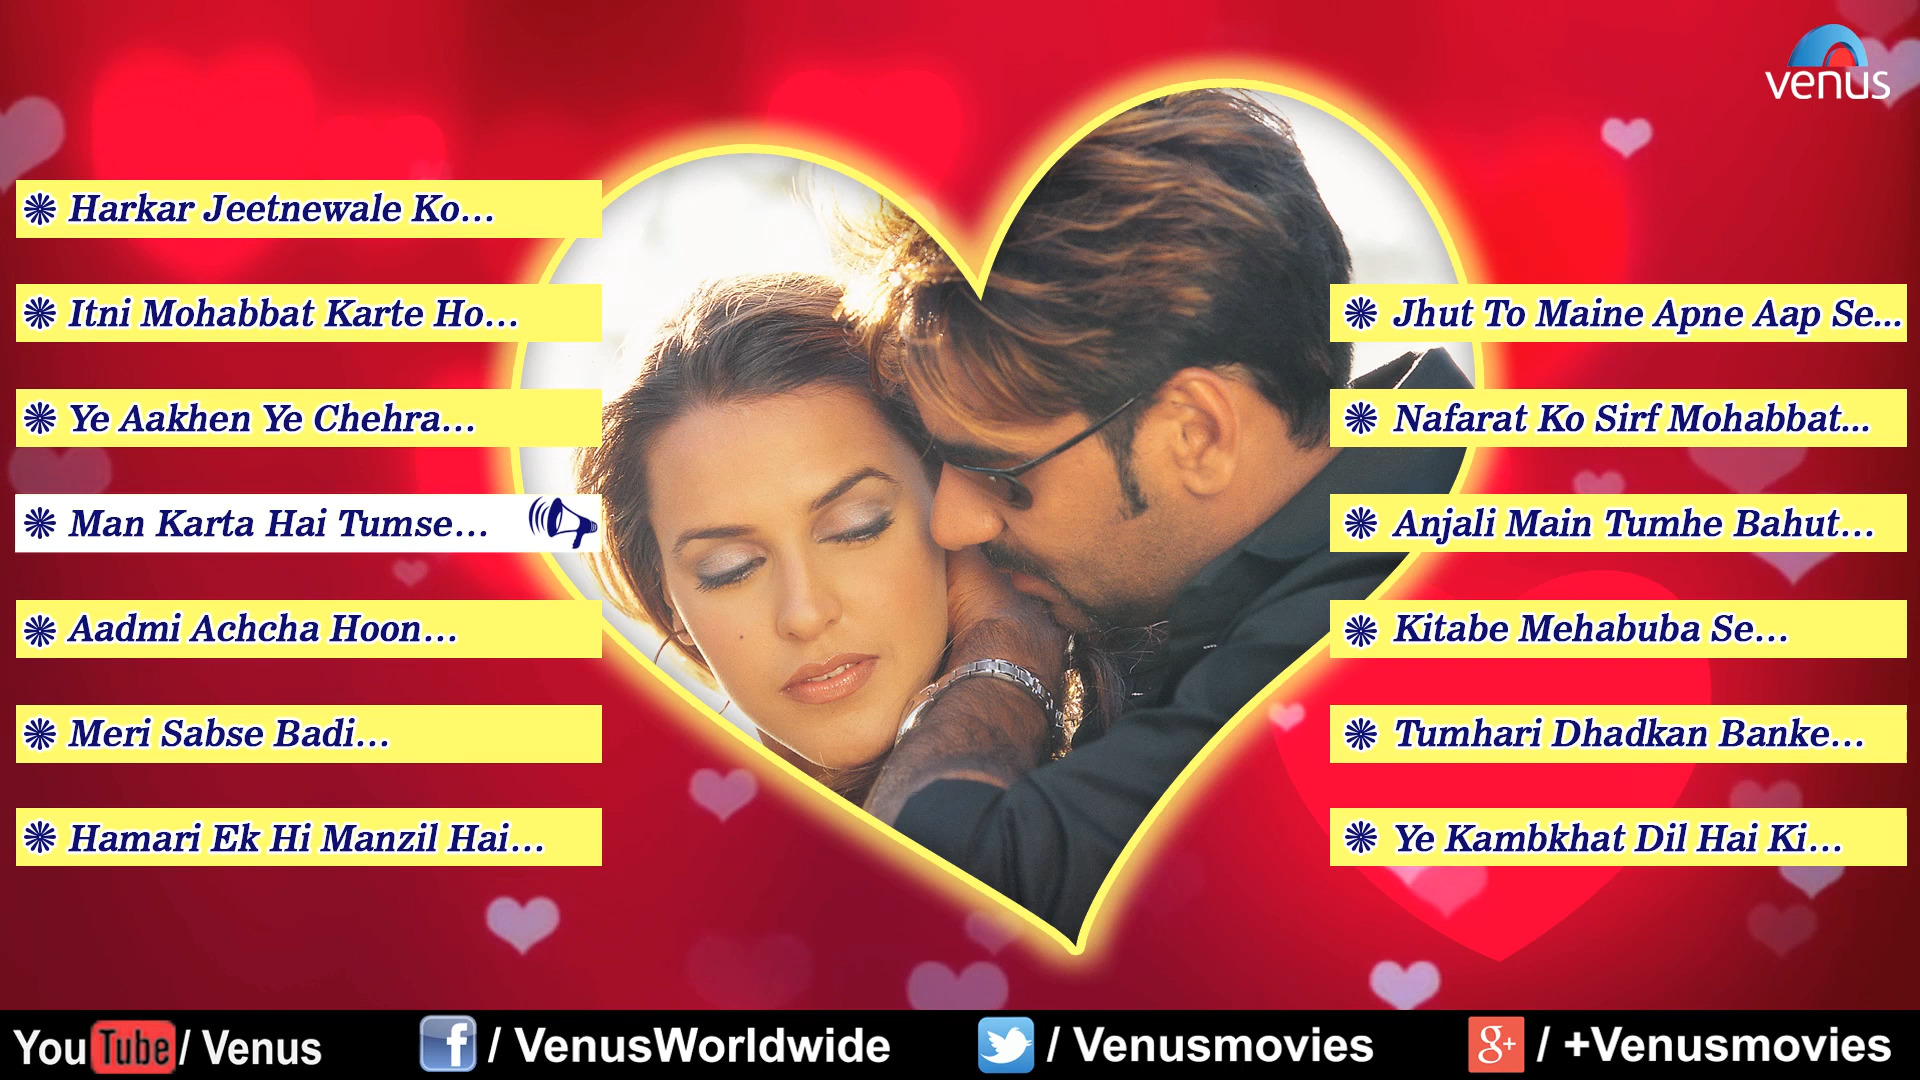 venus
Harkar Jeetnewale Ko...
Itni Mohabbat Karte Ho...
Ye Aakhen Ye Chehra...
Man Karta Hai Tumse...
Aadmi Achcha Hoon...
Meri Sabse Badi...
Hamari Ek Hi Manzil Hai...
Jhut To Maine Apne Aap Se...
Nafarat Ko Sirf Mohabbat...
Anjali Main Tumhe Bahut...
Kitabe Mehabuba Se...
Tumhari Dhadkan Banke...
Ye Kambkhat Dil Hai Ki...
YouTube / Venus
f / VenusWorldwide
/ Venusmovies
g+ / +Venusmovies